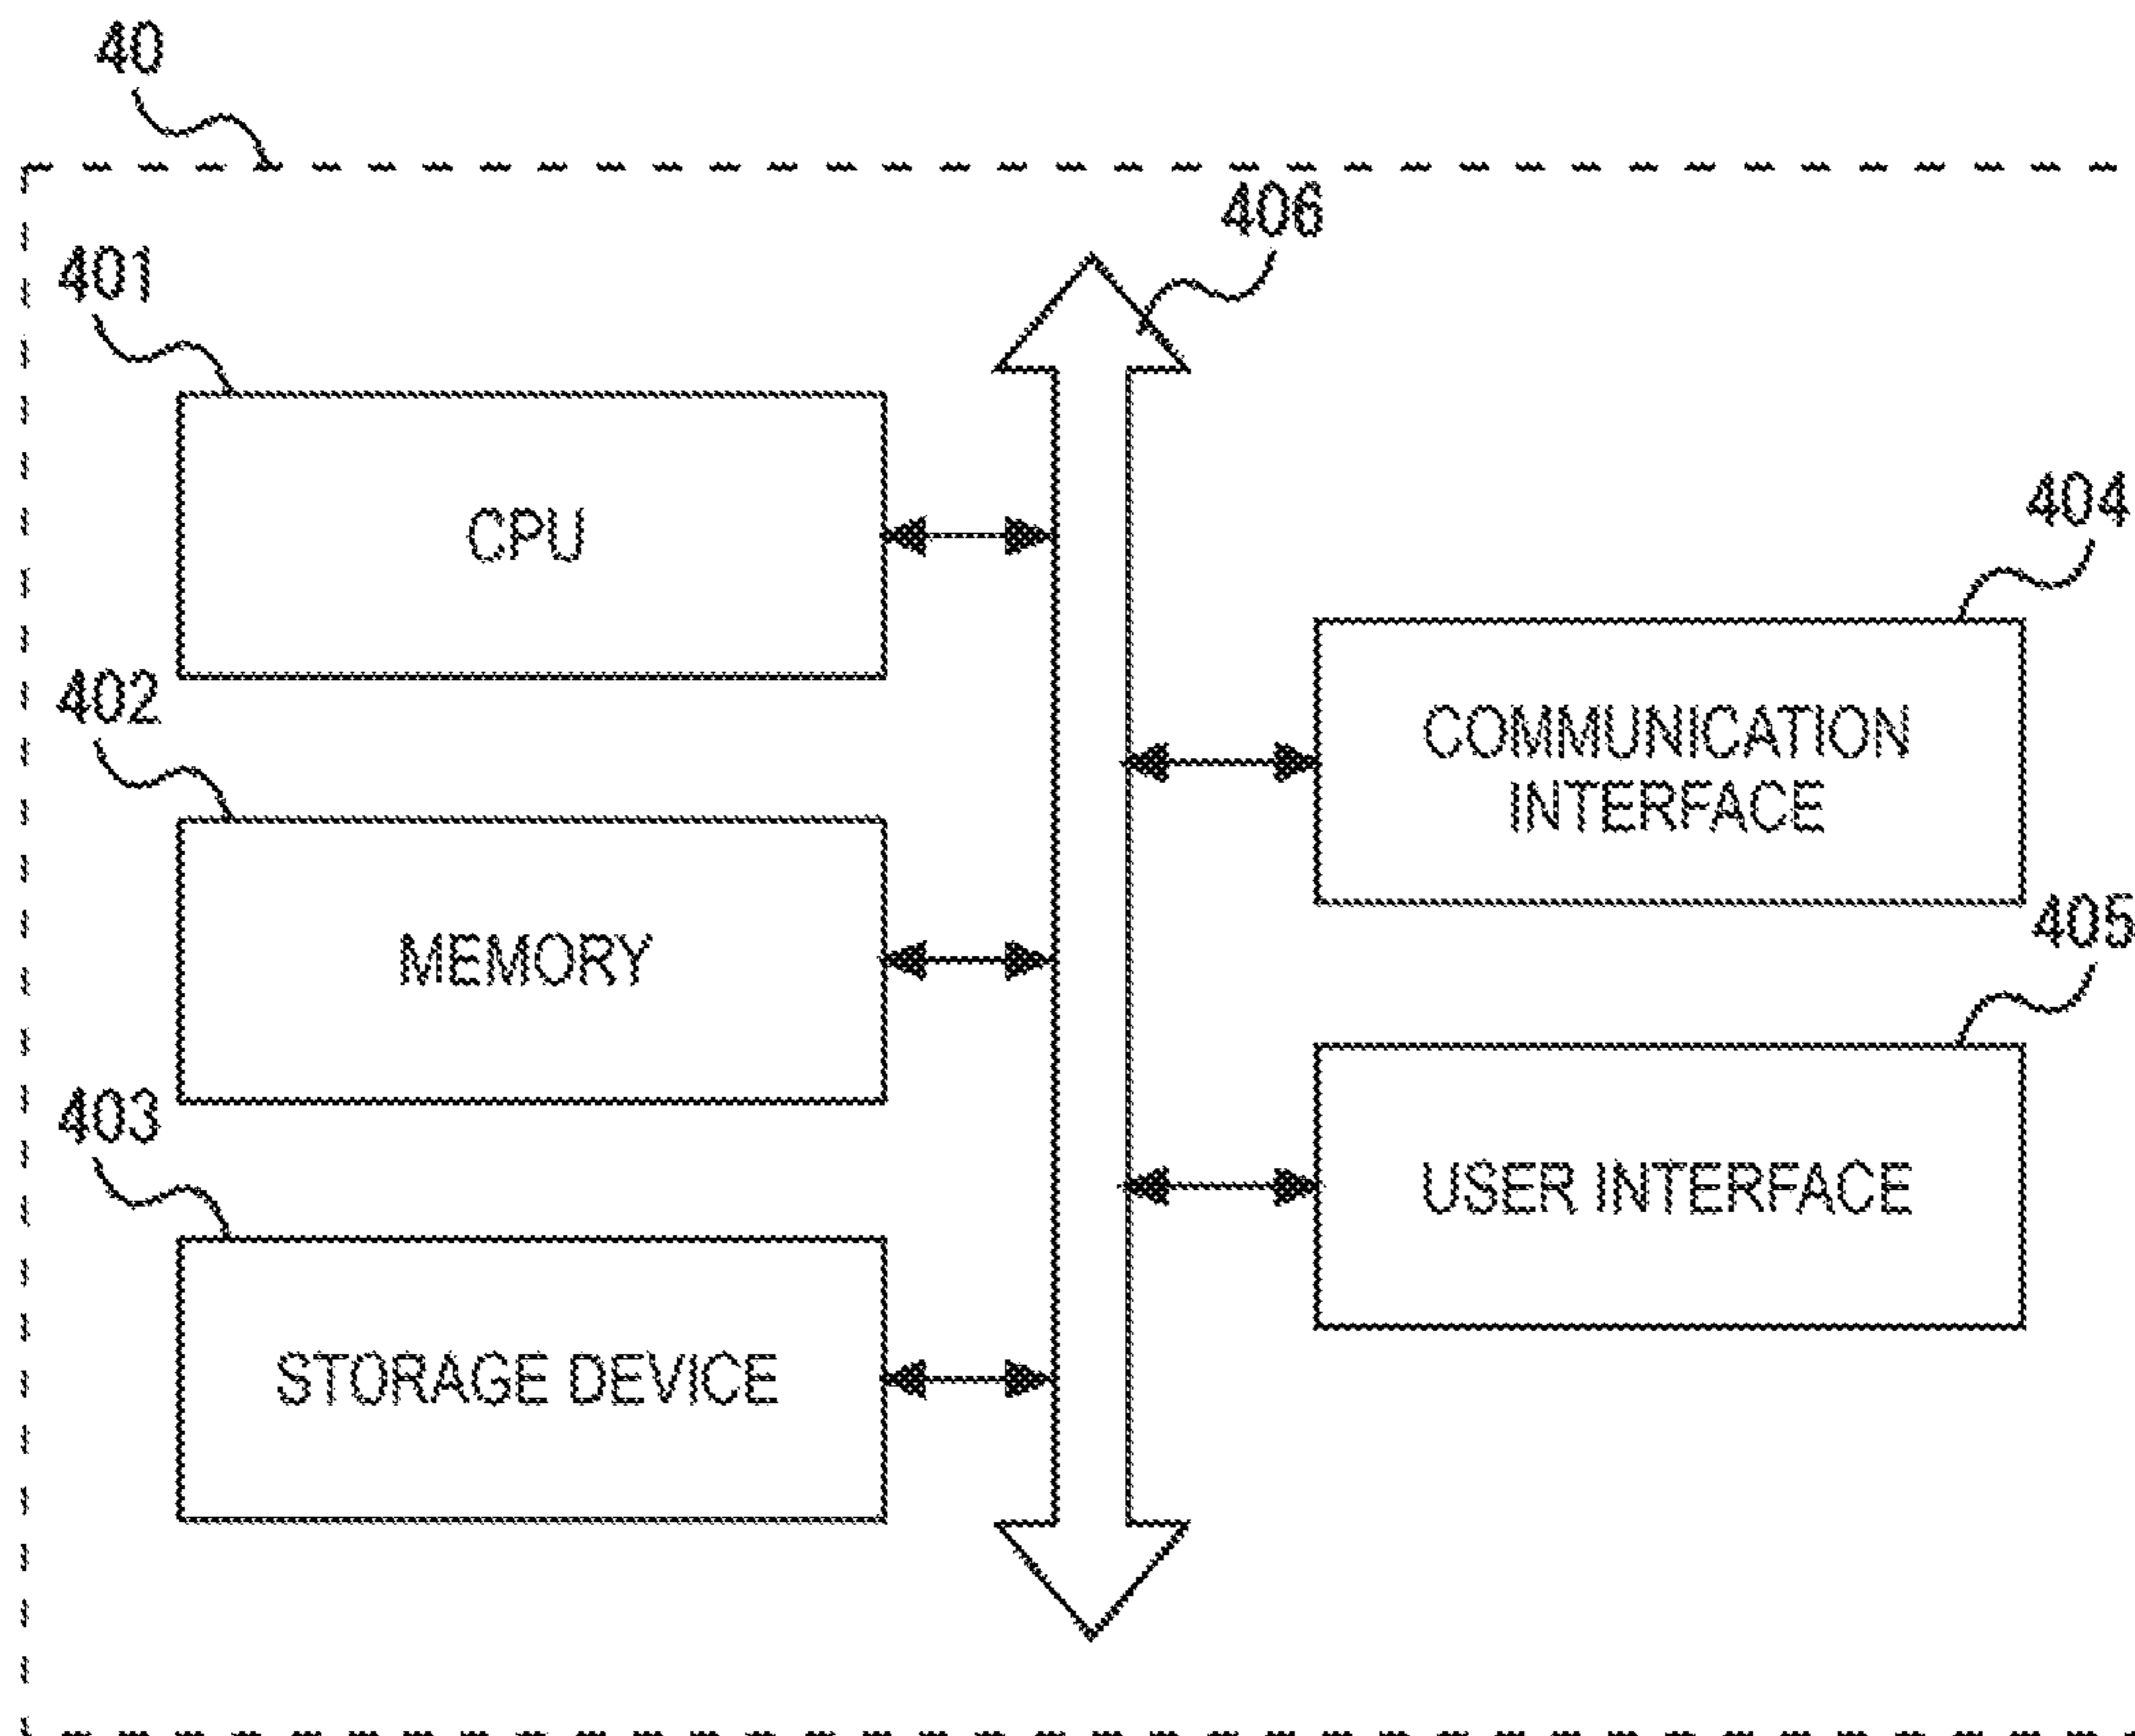 40
406
401
CPU
404
402
COMMUNICATION
INTERFACE
MEMORY
405
403
USER INTERFACE
STORAGE DEVICE